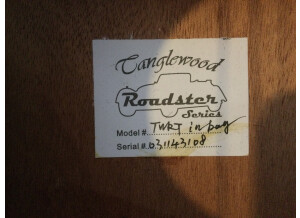 Tanglewood
Roadster
Series
Model #. TWRT in bag
Serial #. 031143108